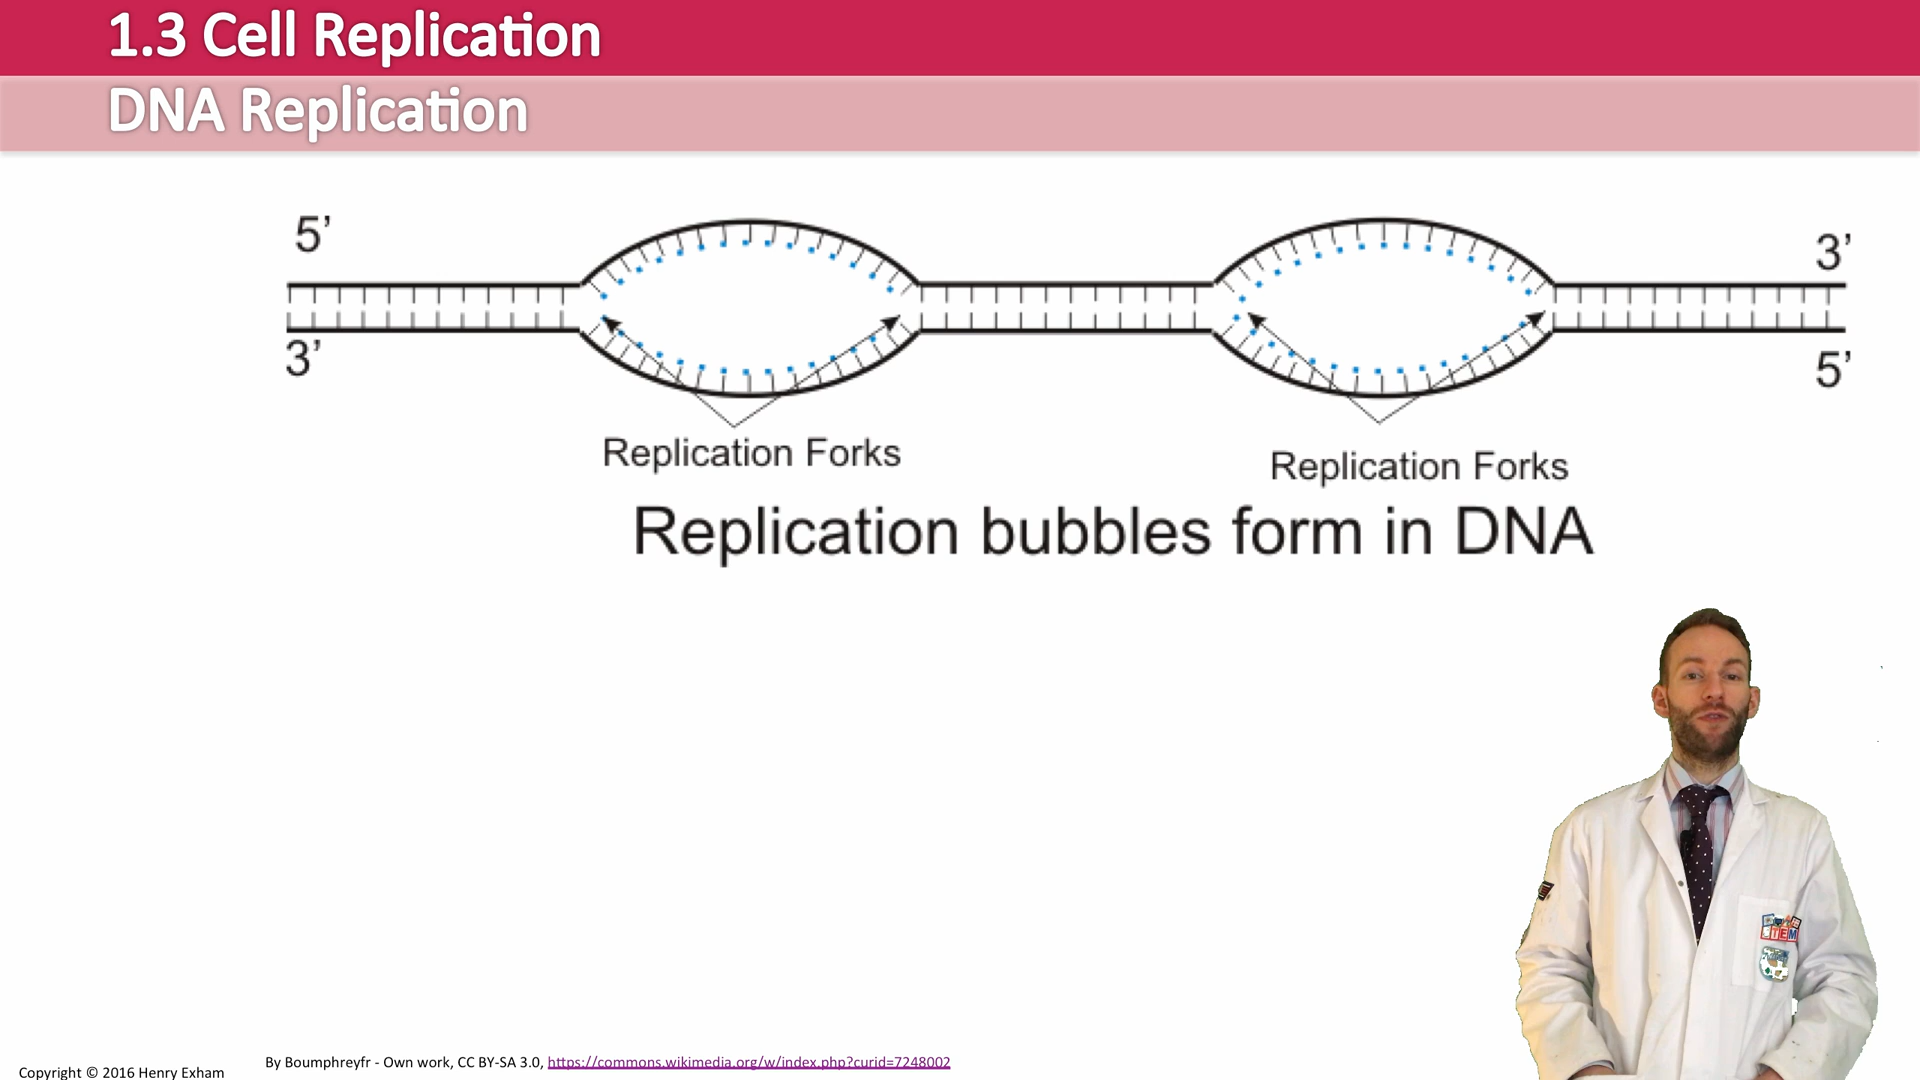 1.3 Cell Replication
DNA Replication
5’
3’
3’
5’
Replication Forks
Replication Forks
Replication bubbles form in DNA
STEM
By Boumphreyfr - Own work, CC BY-SA 3.0, https://commons.wikimedia.org/w/index.php?curid=7248002
Copyright © 2016 Henry Exham